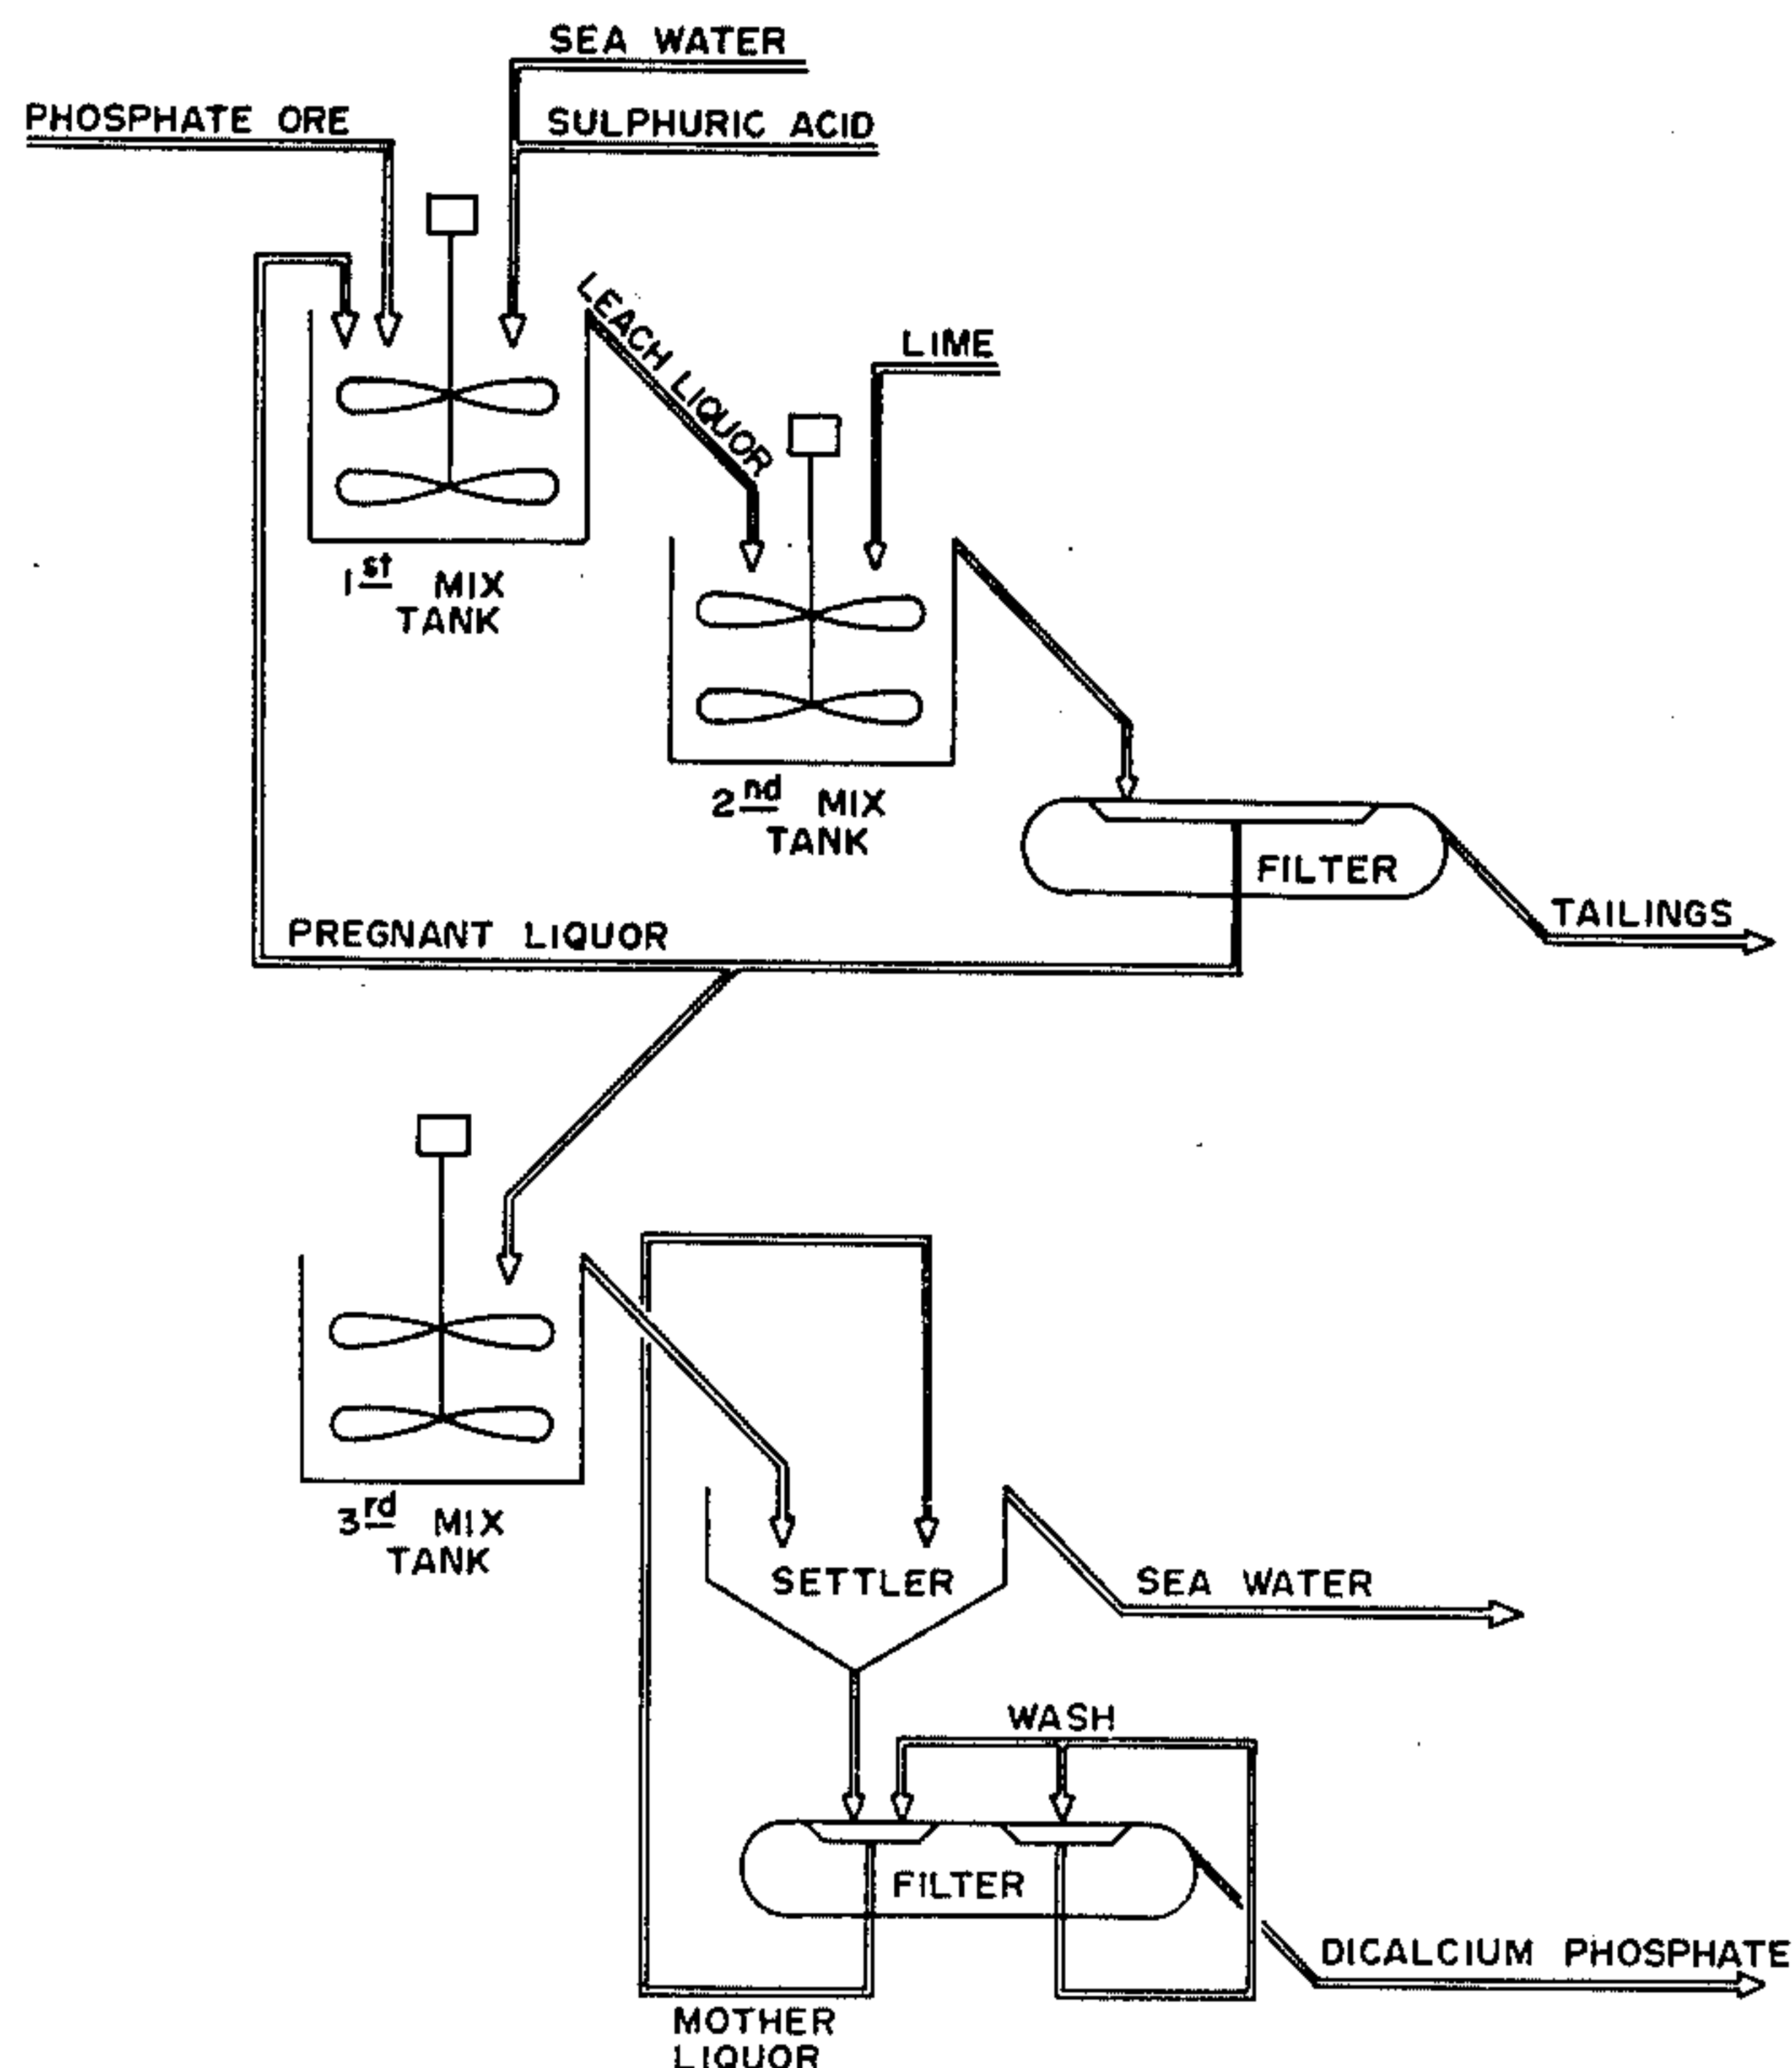 SEA WATER
PHOSPHATE ORE
SULPHURIC ACID
LEACH LIQUOR
LIME
1st MIX
TANK
2nd MIX
TANK
FILTER
TAILINGS
PREGNANT LIQUOR
3rd MIX
TANK
SETTLER
SEA WATER
WASH
FILTER
DICALCIUM PHOSPHATE
MOTHER
LIQUOR